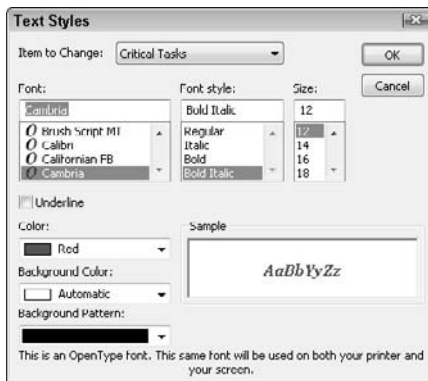 Text Styles
Item to Change: Critical Tasks
OK
Cancel
Font: Font style: Size:
Cambria Bold Italic 12
Brush Script MT Regular 12
Calibri Italic 14
Californian FB Bold 16
Cambria Bold Italic 18
Underline
Color:
Red
Background Color:
Automatic
Background Pattern:
Sample
AaBbYyZz
This is an OpenType font. This same font will be used on both your printer and
your screen.